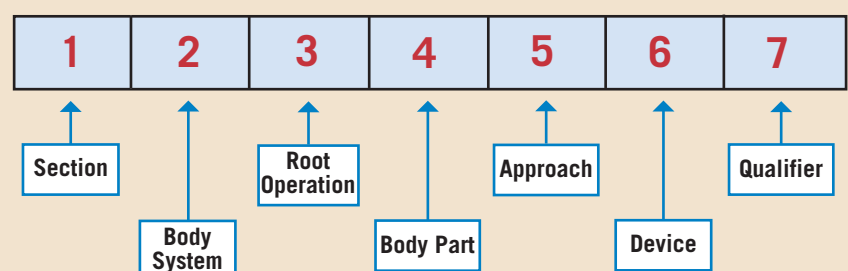 1 2 3 4 5 6 7
Section
Root
Operation
Approach
Qualifier
Body
System
Body Part
Device